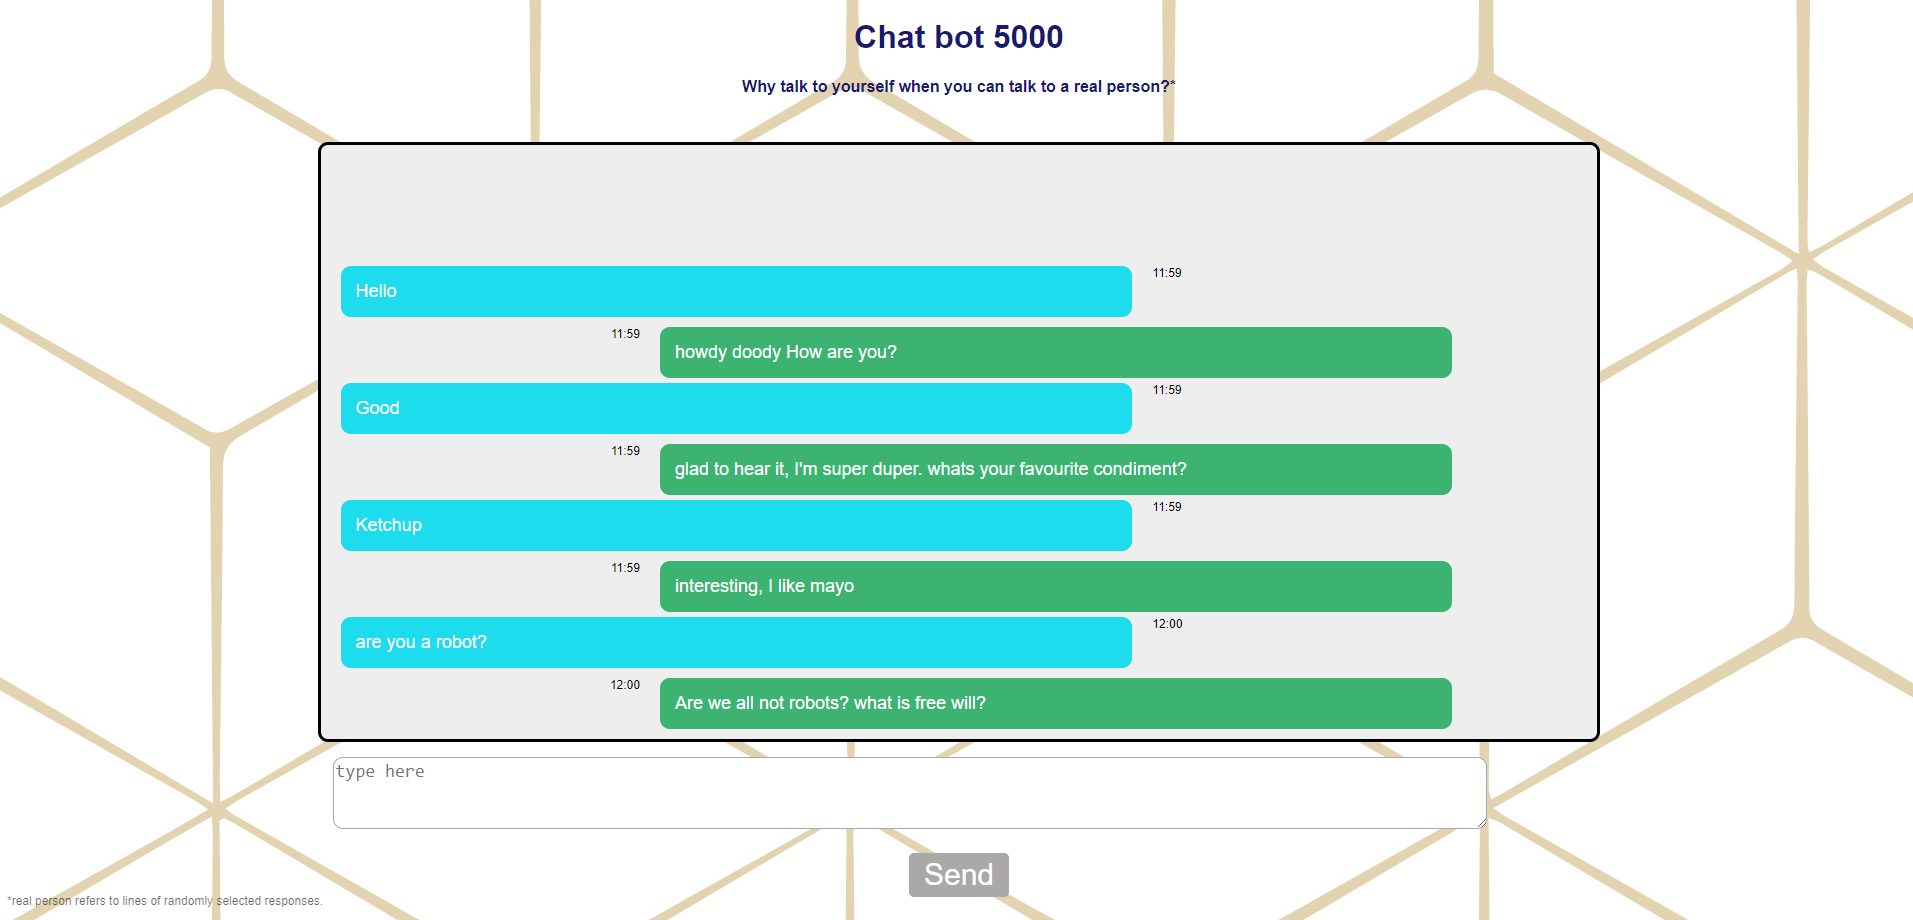 Chat bot 5000
Why talk to yourself when you can talk to a real person?*
Hello
11:59
11:59
howdy doody How are you?
Good
11:59
11:59
glad to hear it, I'm super duper. whats your favourite condiment?
Ketchup
11:59
11:59
interesting, I like mayo
are you a robot?
12:00
12:00
Are we all not robots? what is free will?
type here
Send
*real person refers to lines of randomly selected responses.